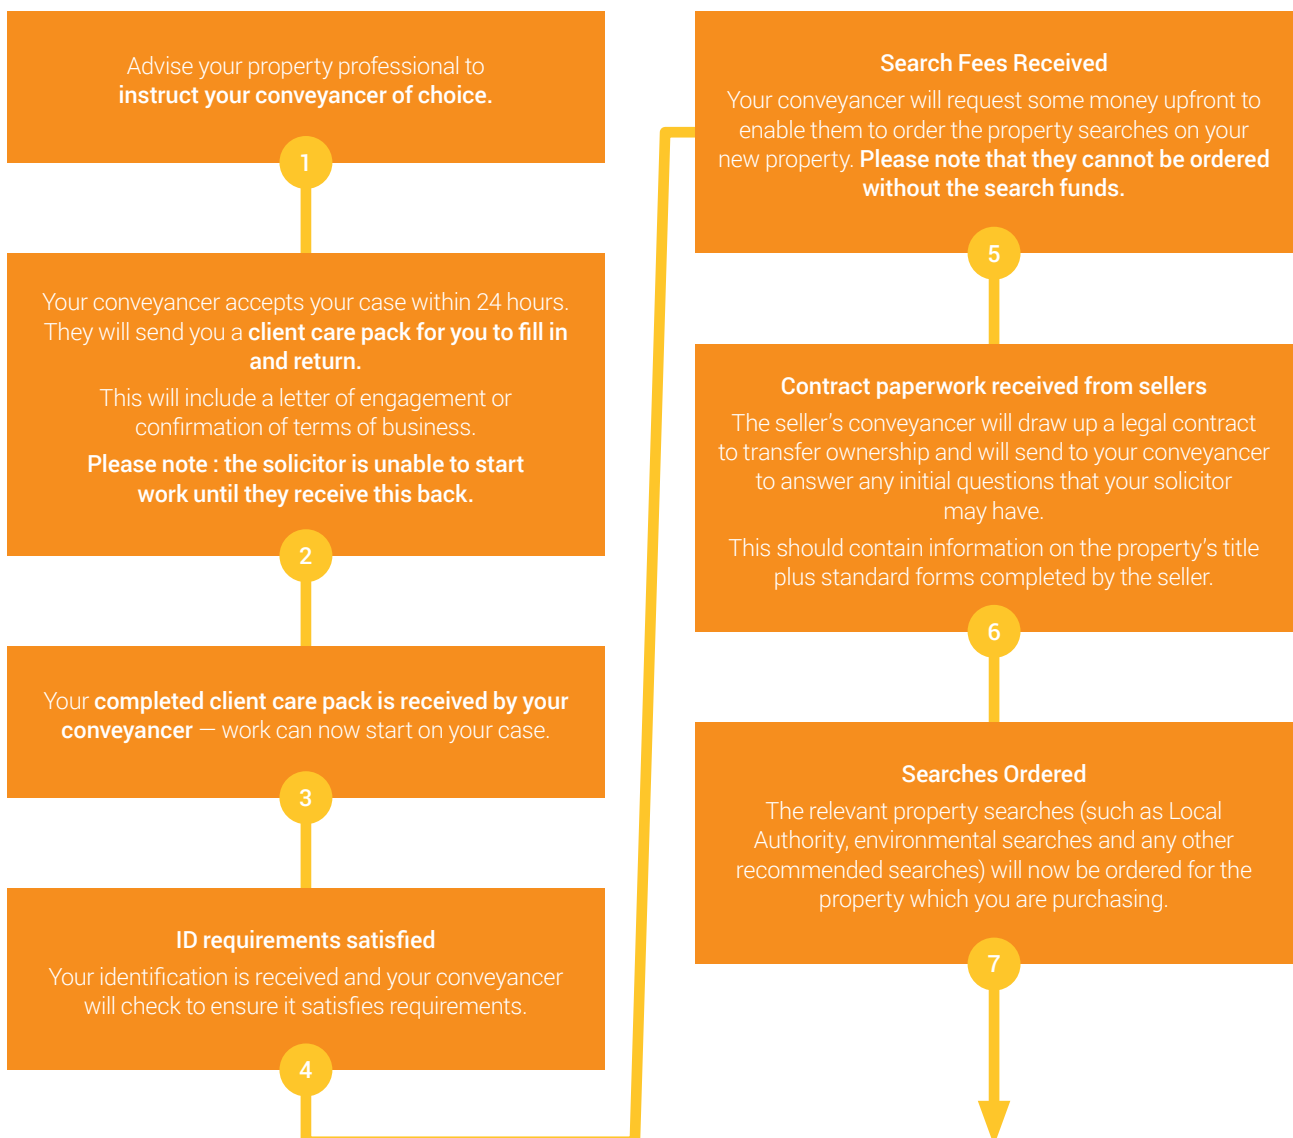 Advise your property professional to
instruct your conveyancer of choice.
1
Your conveyancer accepts your case within 24 hours.
They will send you a client care pack for you to fill in
and return.
This will include a letter of engagement or
confirmation of terms of business.
Please note : the solicitor is unable to start
work until they receive this back.
2
Your completed client care pack is received by your
conveyancer — work can now start on your case.
3
ID requirements satisfied
Your identification is received and your conveyancer
will check to ensure it satisfies requirements.
4
Search Fees Received
Your conveyancer will request some money upfront to
enable them to order the property searches on your
new property. Please note that they cannot be ordered
without the search funds.
5
Contract paperwork received from sellers
The seller’s conveyancer will draw up a legal contract
to transfer ownership and will send to your conveyancer
to answer any initial questions that your solicitor
may have.
This should contain information on the property’s title
plus standard forms completed by the seller.
6
Searches Ordered
The relevant property searches (such as Local
Authority, environmental searches and any other
recommended searches) will now be ordered for the
property which you are purchasing.
7